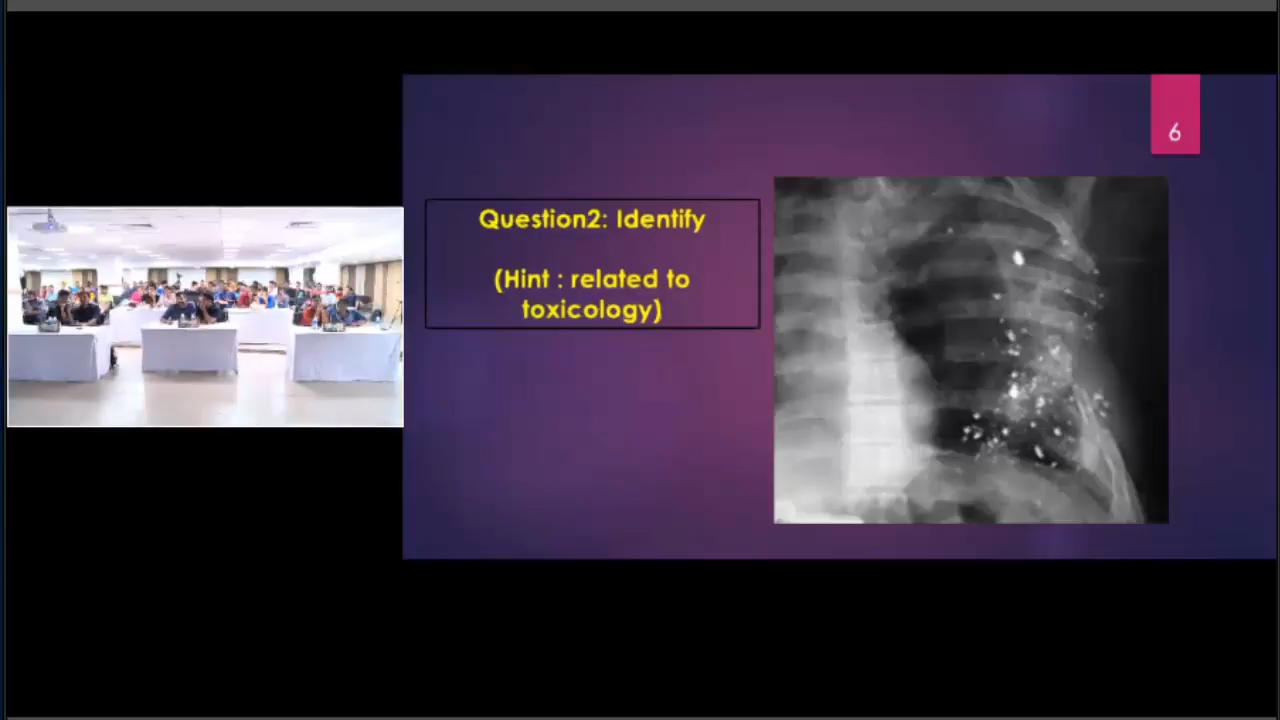 6
Question2: Identify
(Hint : related to
toxicology)